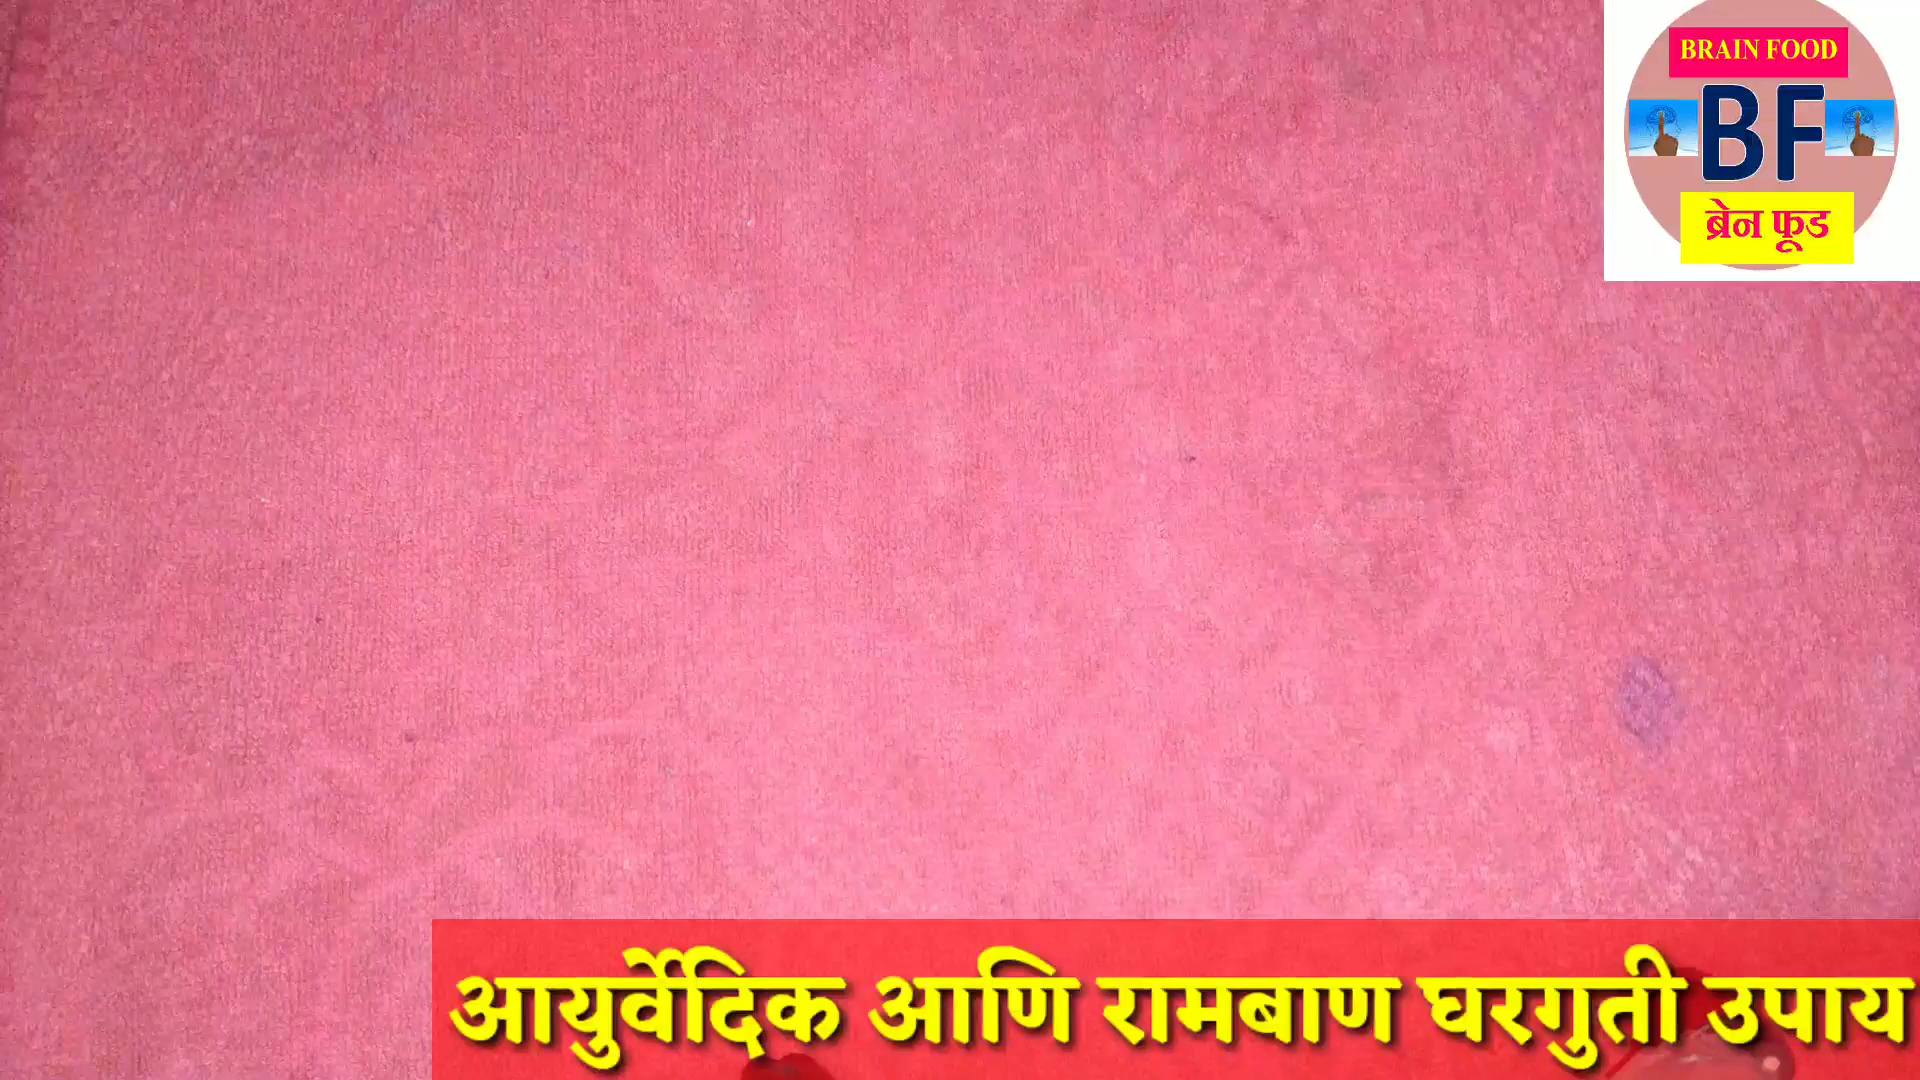 BRAIN FOOD
BF
ब्रेन फूड
आयुर्वेदिक आणि रामबाण घरगुती उपाय